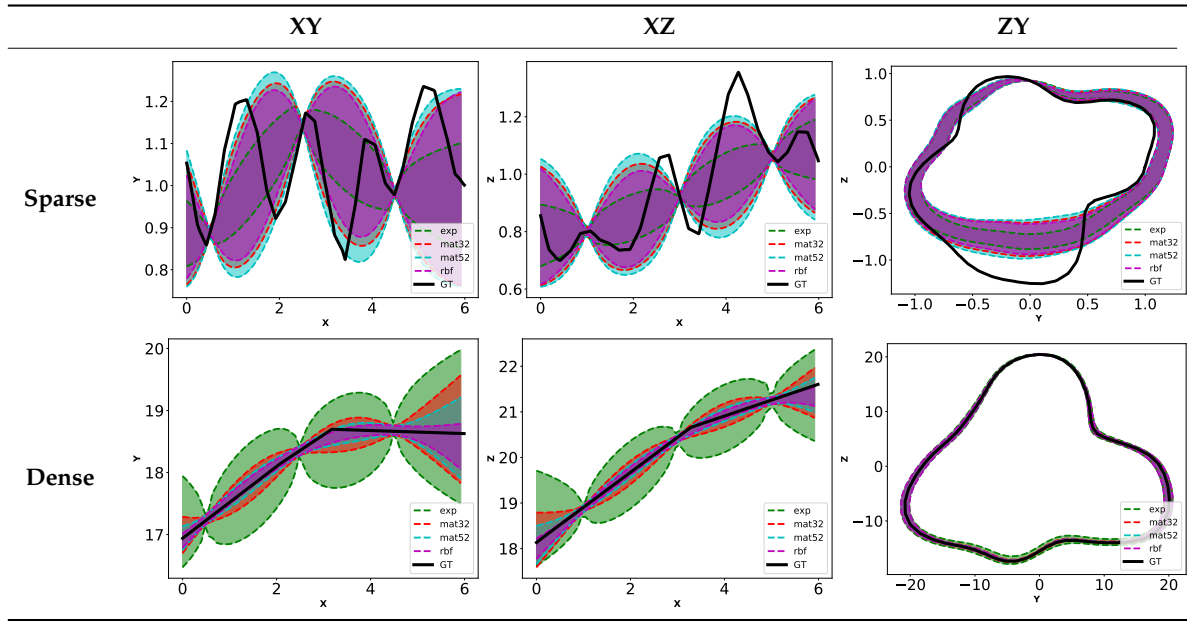 XY XZ ZY
Sparse
1.2
1.1
1.0
0.9
0.8
Y
0 2 4 6
X
exp
mat32
mat52
rbf
GT
1.2
1.0
0.8
0.6
Z
0 2 4 6
X
exp
mat32
mat52
rbf
GT
1.0
0.5
0.0
−0.5
−1.0
Z
−1.0 −0.5 0.0 0.5 1.0
Y
exp
mat32
mat52
rbf
GT
Dense
20
19
18
17
Y
0 2 4 6
X
exp
mat32
mat52
rbf
GT
22
21
20
19
18
Z
0 2 4 6
X
exp
mat32
mat52
rbf
GT
20
10
0
−10
Z
−20 −10 0 10 20
Y
exp
mat32
mat52
rbf
GT